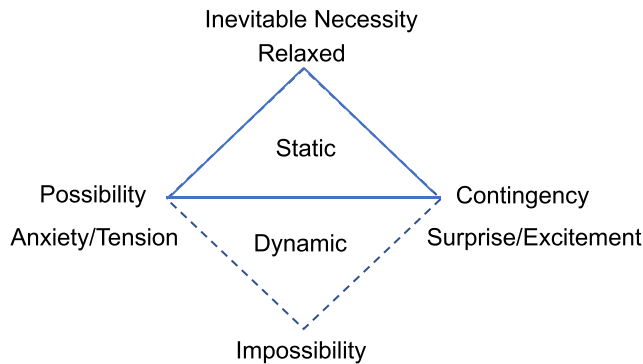 Inevitable Necessity
Relaxed
Static
Possibility
Contingency
Anxiety/Tension
Dynamic
Surprise/Excitement
Impossibility